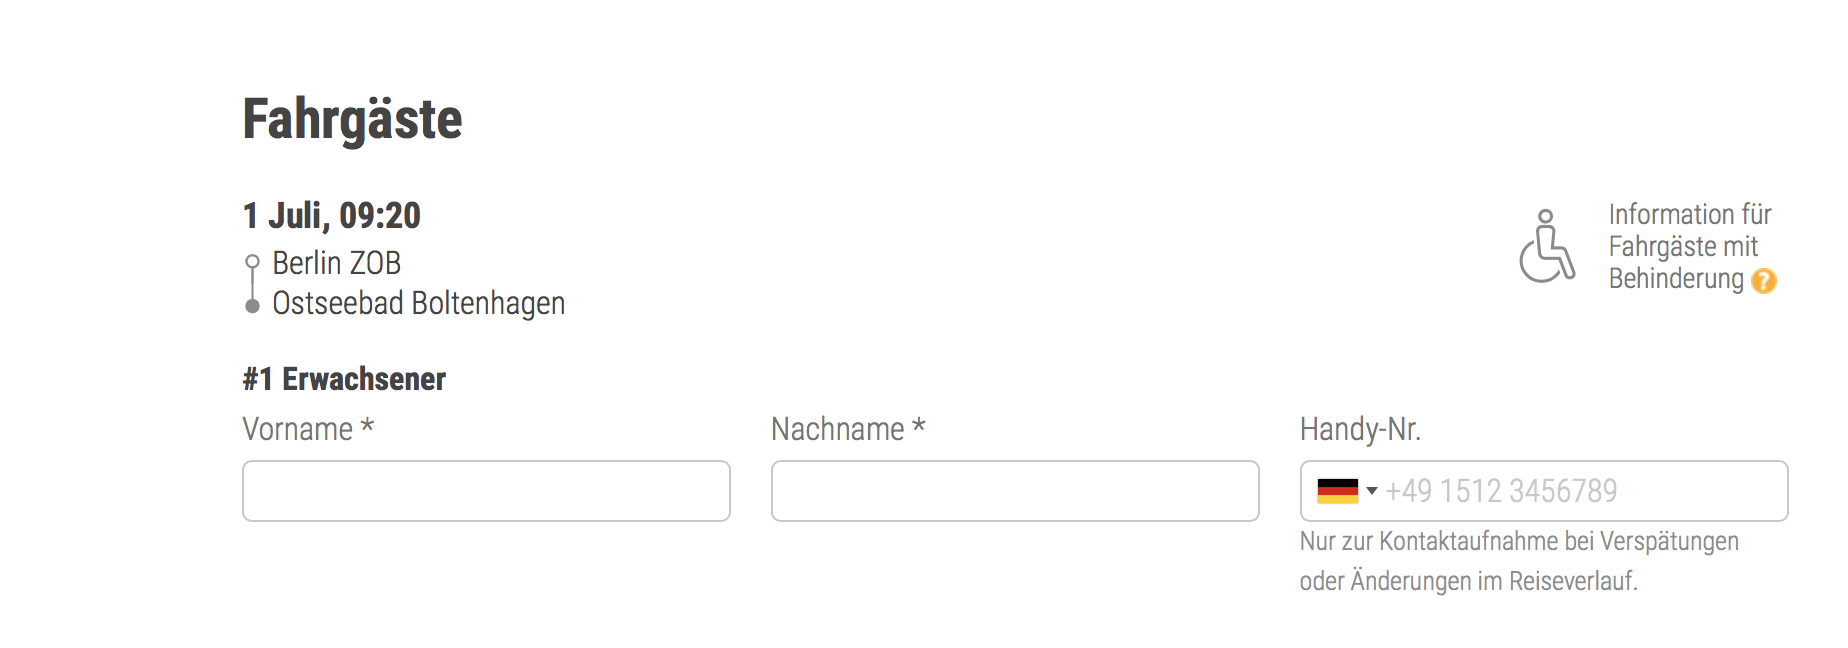 Fahrgäste
1 Juli, 09:20
Berlin ZOB
Ostseebad Boltenhagen
Information für
Fahrgäste mit
Behinderung ?
#1 Erwachsener
Vorname *
Nachname *
Handy-Nr.
+49 1512 3456789
Nur zur Kontaktaufnahme bei Verspätungen
oder Änderungen im Reiseverlauf.